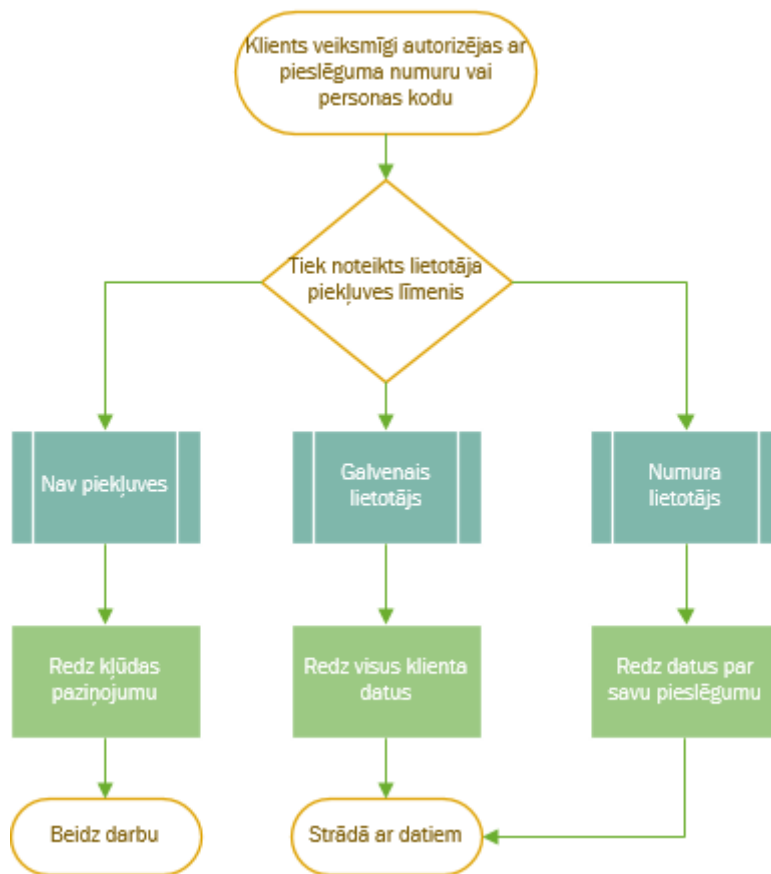 Klients veiksmīgi autorizējas ar
pieslēguma numuru vai
personas kodu
Tiek noteikts lietotāja
piekļuves līmenis
Nav piekļuves
Galvenais
lietotājs
Numura
lietotājs
Redz kļūdas
paziņojumu
Redz visus klienta
datus
Redz datus par
savu pieslēgumu
Beidz darbu
Strādā ar datiem